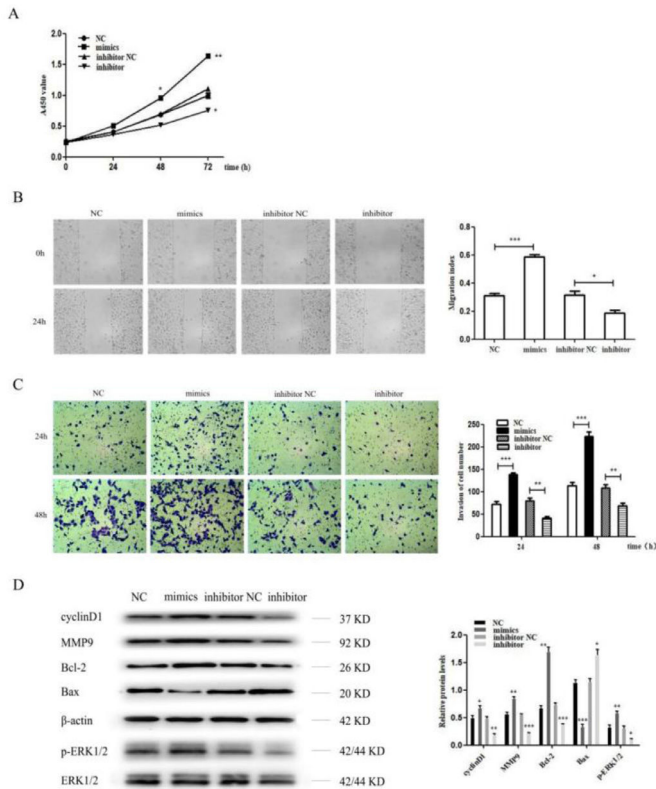 A
NC
mimics
inhibitor NC
inhibitor
A450 value
2.0
1.5
1.0
0.5
0.0
0 24 48 72 time (h)
*
**
*
B
NC mimics inhibitor NC inhibitor
0h
24h
Migration index
0.8
0.6
0.4
0.2
0.0
***
*
NC mimics inhibitor NC inhibitor
C
NC mimics inhibitor NC inhibitor
24h
48h
Invasion of cell number
250
200
150
100
50
0
NC
mimics
inhibitor NC
inhibitor
***
**
***
**
24 48 time (h)
D
NC mimics inhibitor NC inhibitor
cyclinD1 37 KD
MMP9 92 KD
Bcl-2 26 KD
Bax 20 KD
β-actin 42 KD
p-ERK1/2 42/44 KD
ERK1/2 42/44 KD
Relative protein levels
2.0
1.5
1.0
0.5
0.0
NC
mimics
inhibitor NC
inhibitor
* ** ** *** ** *** *** * ** *
cyclinD1 MMP9 Bcl-2 Bax p-ERK1/2